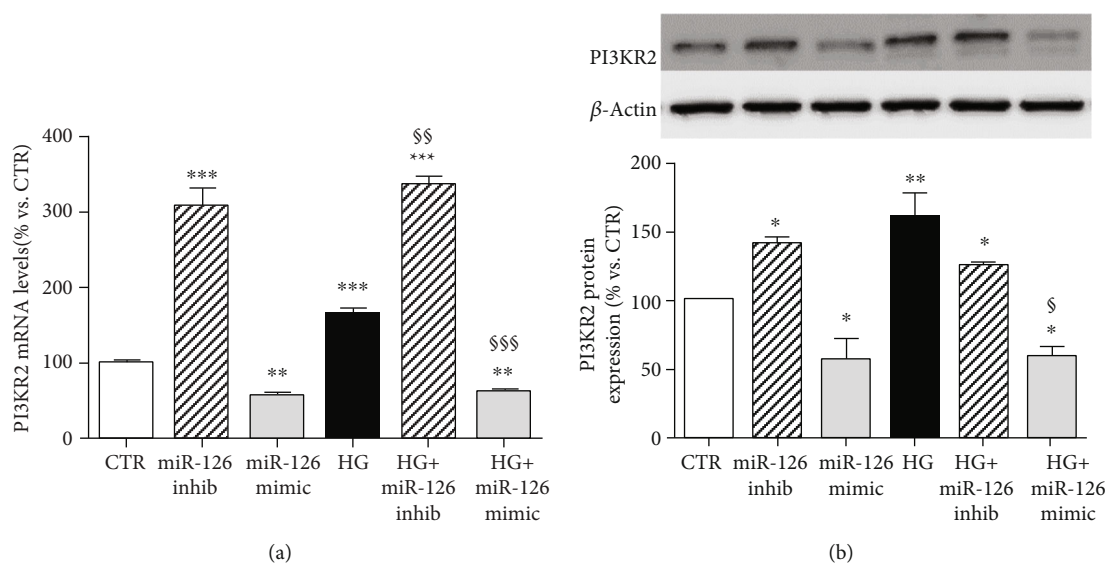 PI3KR2 mRNA levels(% vs. CTR)
400
300
200
100
0
***
**
***
§§
***
§§§
**
CTR
miR-126
inhib
miR-126
mimic
HG
HG+
miR-126
inhib
HG+
miR-126
mimic
(a)
PI3KR2
β-Actin
PI3KR2 protein
expression (% vs. CTR)
200
150
100
50
0
*
*
**
*
§
*
CTR
miR-126
inhib
miR-126
mimic
HG
HG+
miR-126
inhib
HG+
miR-126
mimic
(b)